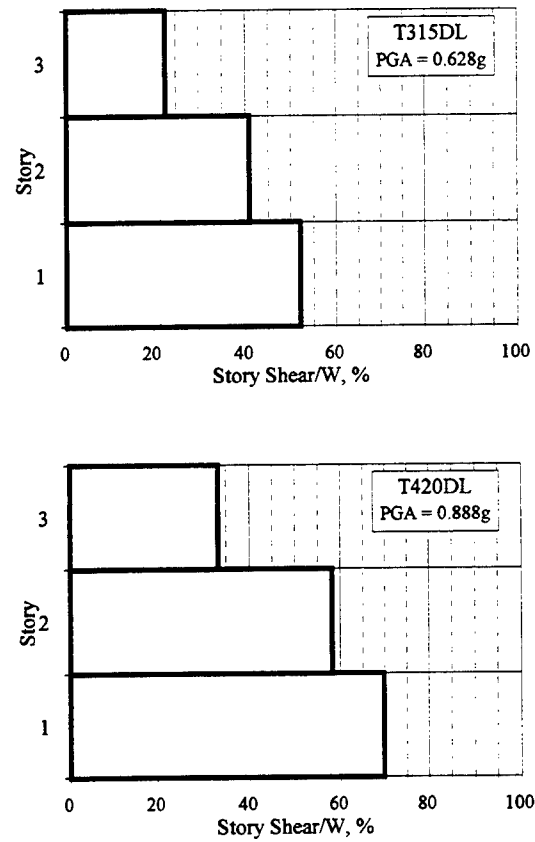 T315DL
PGA = 0.628g
3
2
1
Story
0 20 40 60 80 100
Story Shear/W, %
T420DL
PGA = 0.888g
3
2
1
Story
0 20 40 60 80 100
Story Shear/W, %